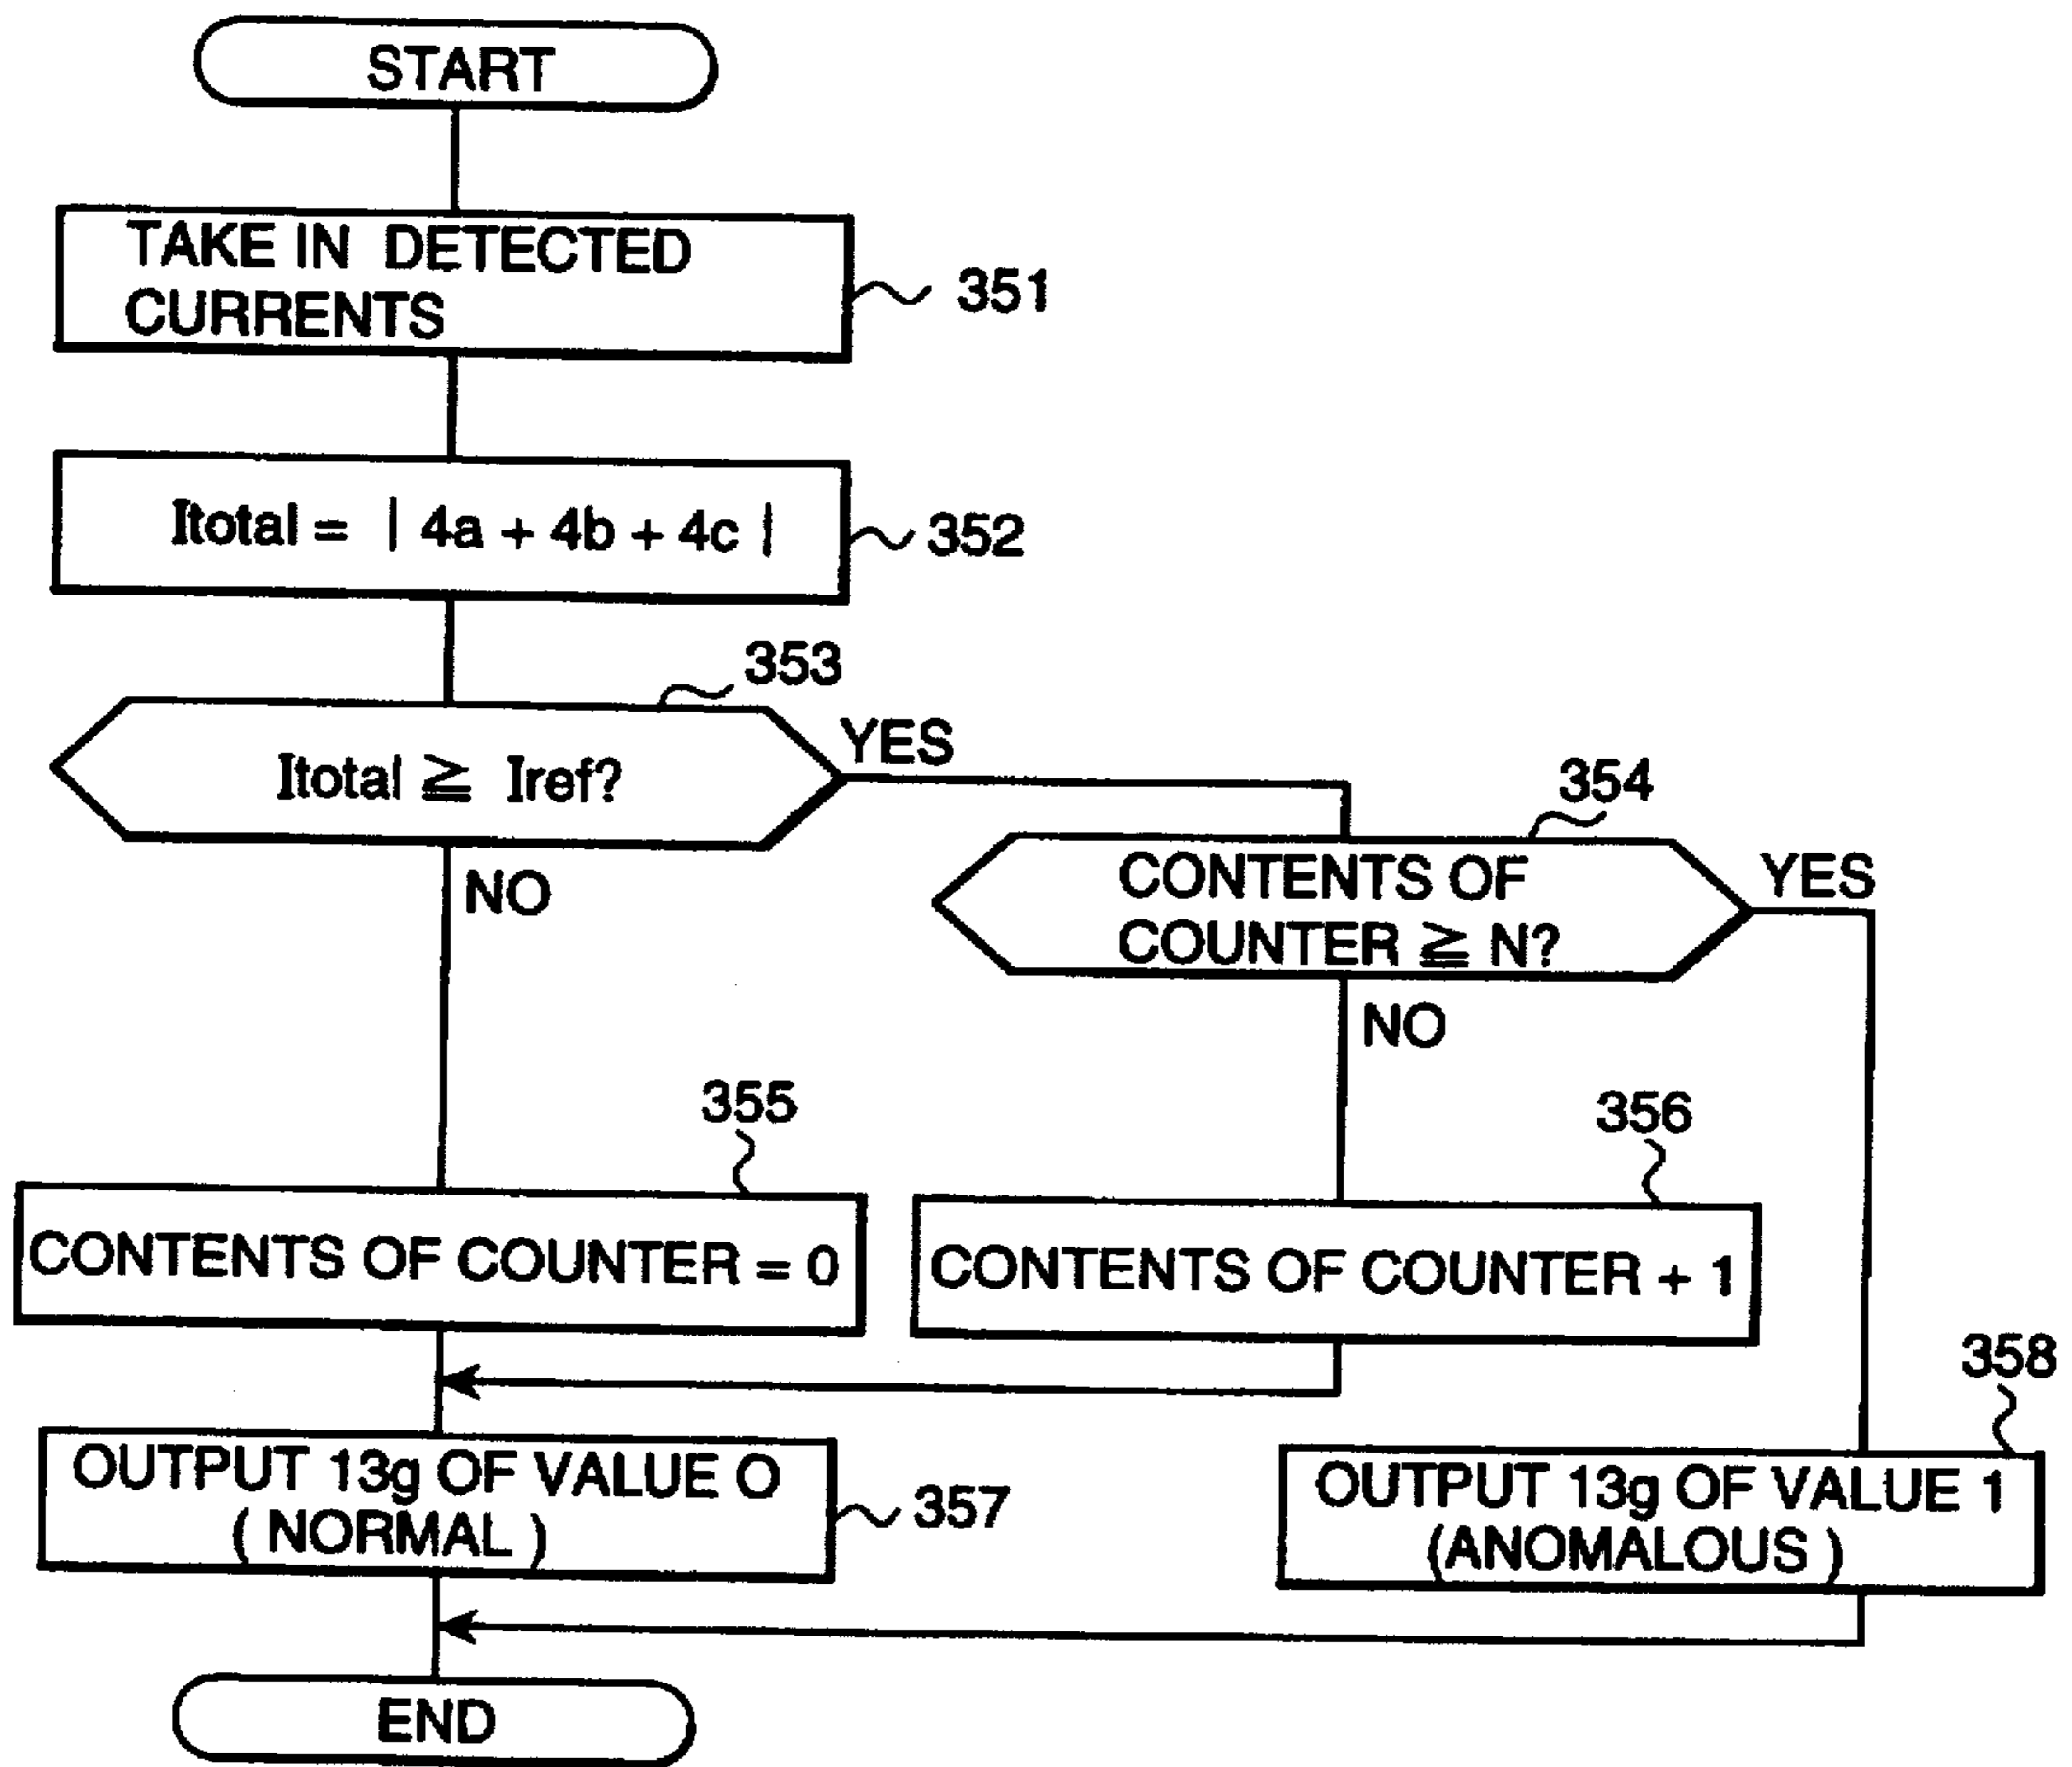 START
TAKE IN DETECTED
CURRENTS
351
Itotal = | 4a + 4b + 4c |
352
353
Itotal ≧ Iref?
YES
NO
354
CONTENTS OF
COUNTER ≧ N?
YES
NO
355
CONTENTS OF COUNTER = 0
356
CONTENTS OF COUNTER + 1
OUTPUT 13g OF VALUE O
( NORMAL )
357
358
OUTPUT 13g OF VALUE 1
(ANOMALOUS )
END